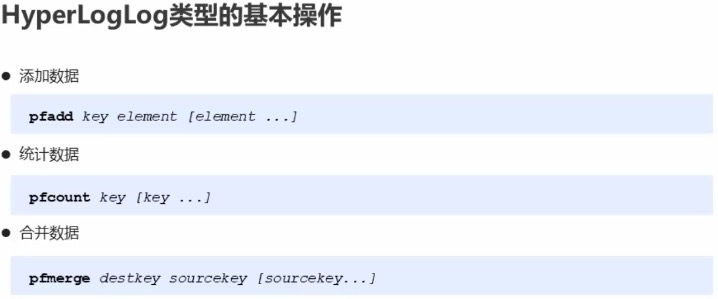 HyperLogLog类型的基本操作
● 添加数据
pfadd key element [element ...]
● 统计数据
pfcount key [key ...]
● 合并数据
pfmerge destkey sourcekey [sourcekey...]